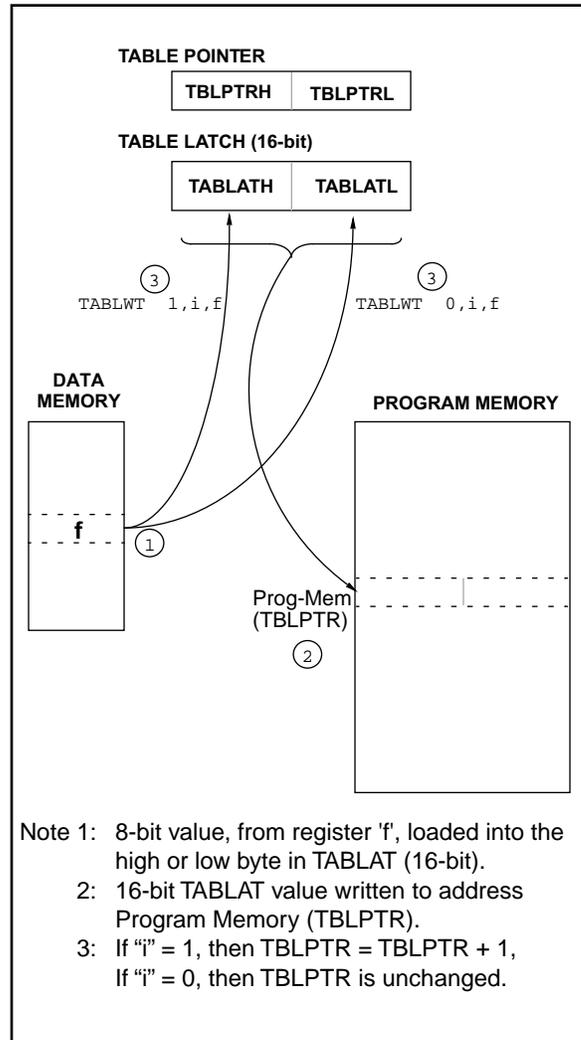 TABLE POINTER
TBLPTRH TBLPTRL
TABLE LATCH (16-bit)
TABLATH TABLATL
3 3
TABLWT 1,i,f TABLWT 0,i,f
DATA
MEMORY
PROGRAM MEMORY
f
1
Prog-Mem
(TBLPTR)
2
Note 1: 8-bit value, from register 'f', loaded into the
high or low byte in TABLAT (16-bit).
2: 16-bit TABLAT value written to address
Program Memory (TBLPTR).
3: If “i” = 1, then TBLPTR = TBLPTR + 1,
If “i” = 0, then TBLPTR is unchanged.